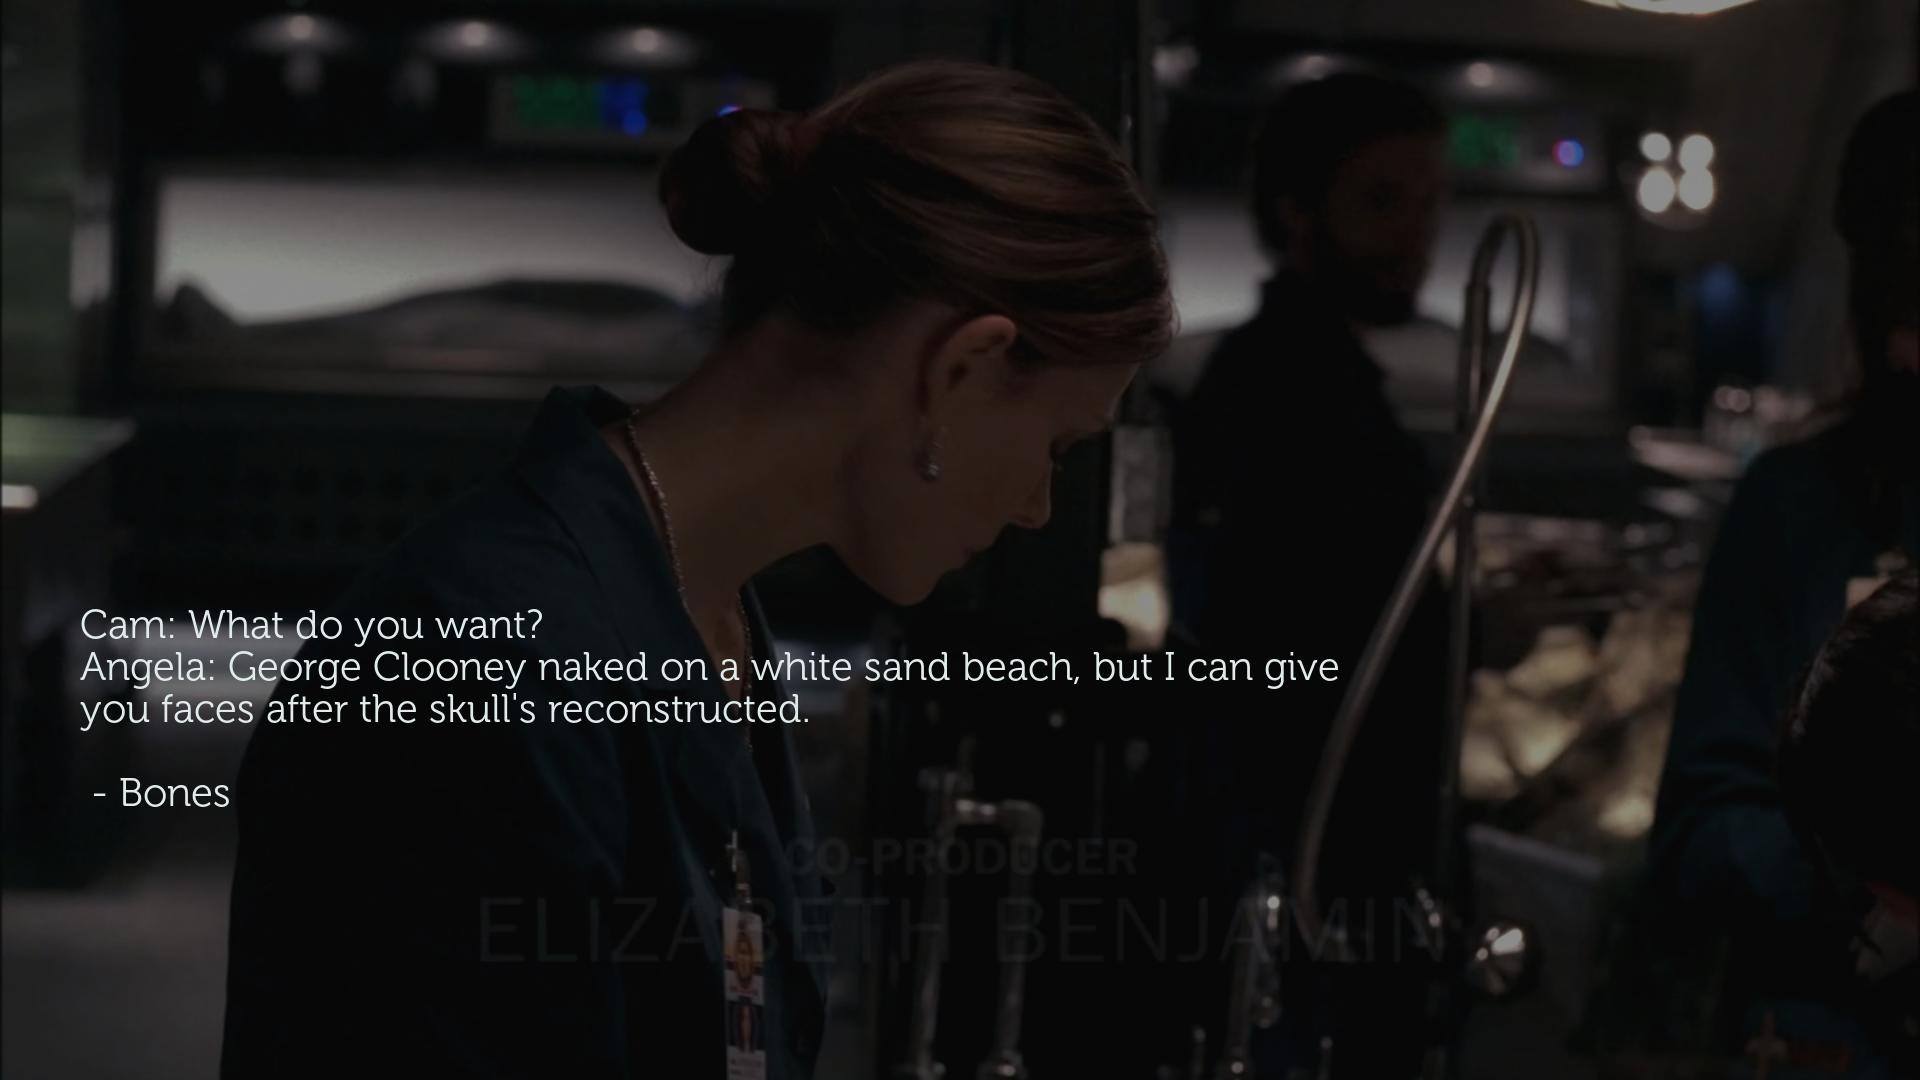 Cam: What do you want?
Angela: George Clooney naked on a white sand beach, but I can give
you faces after the skull's reconstructed.
- Bones
CO-PRODUCER
ELIZABETH BENJAMIN